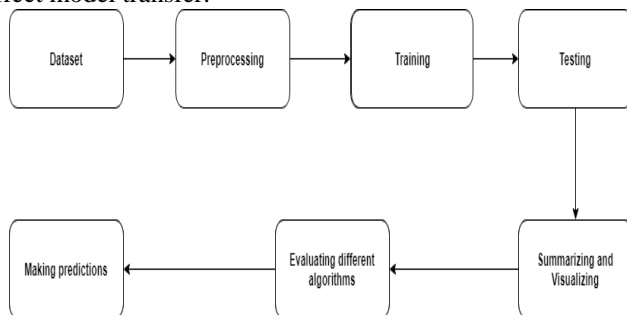 Dataset
Preprocessing
Training
Testing
Summarizing and
Visualizing
Evaluating different
algorithms
Making predictions